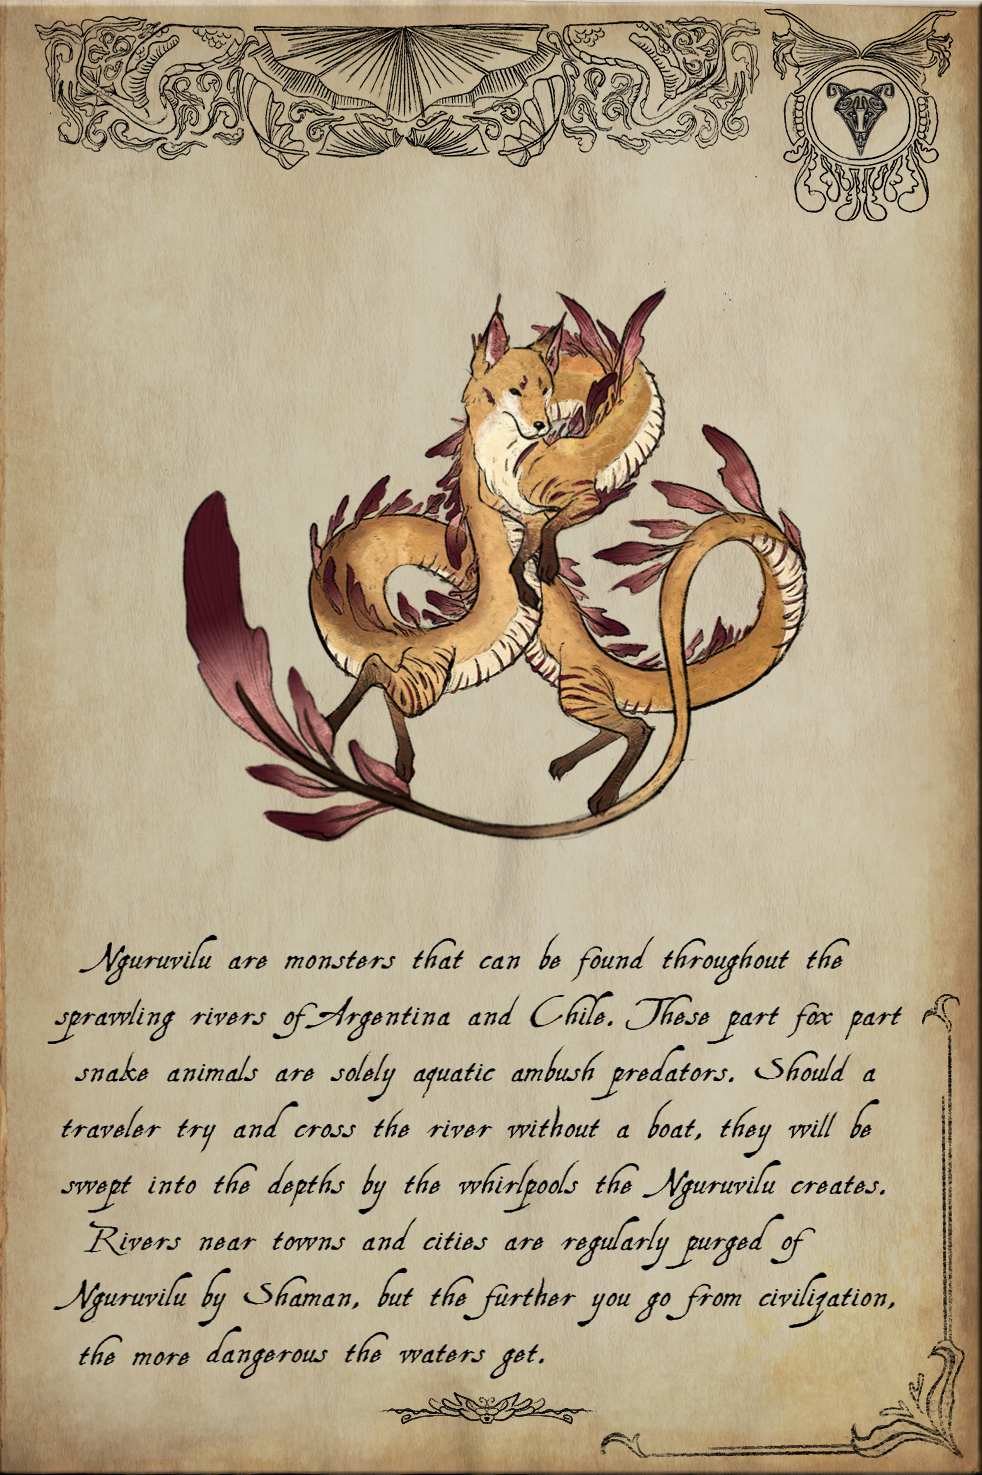 Nguruvilu are monsters that can be found throughout the
sprawling rivers of Argentina and Chile. These part fox part
snake animals are solely aquatic ambush predators. Should a
traveler try and cross the river without a boat, they will be
swept into the depths by the whirlpools the Nguruvilu creates.
Rivers near towns and cities are regularly purged of
Nguruvilu by Shaman, but the further you go from civilization,
the more dangerous the waters get.